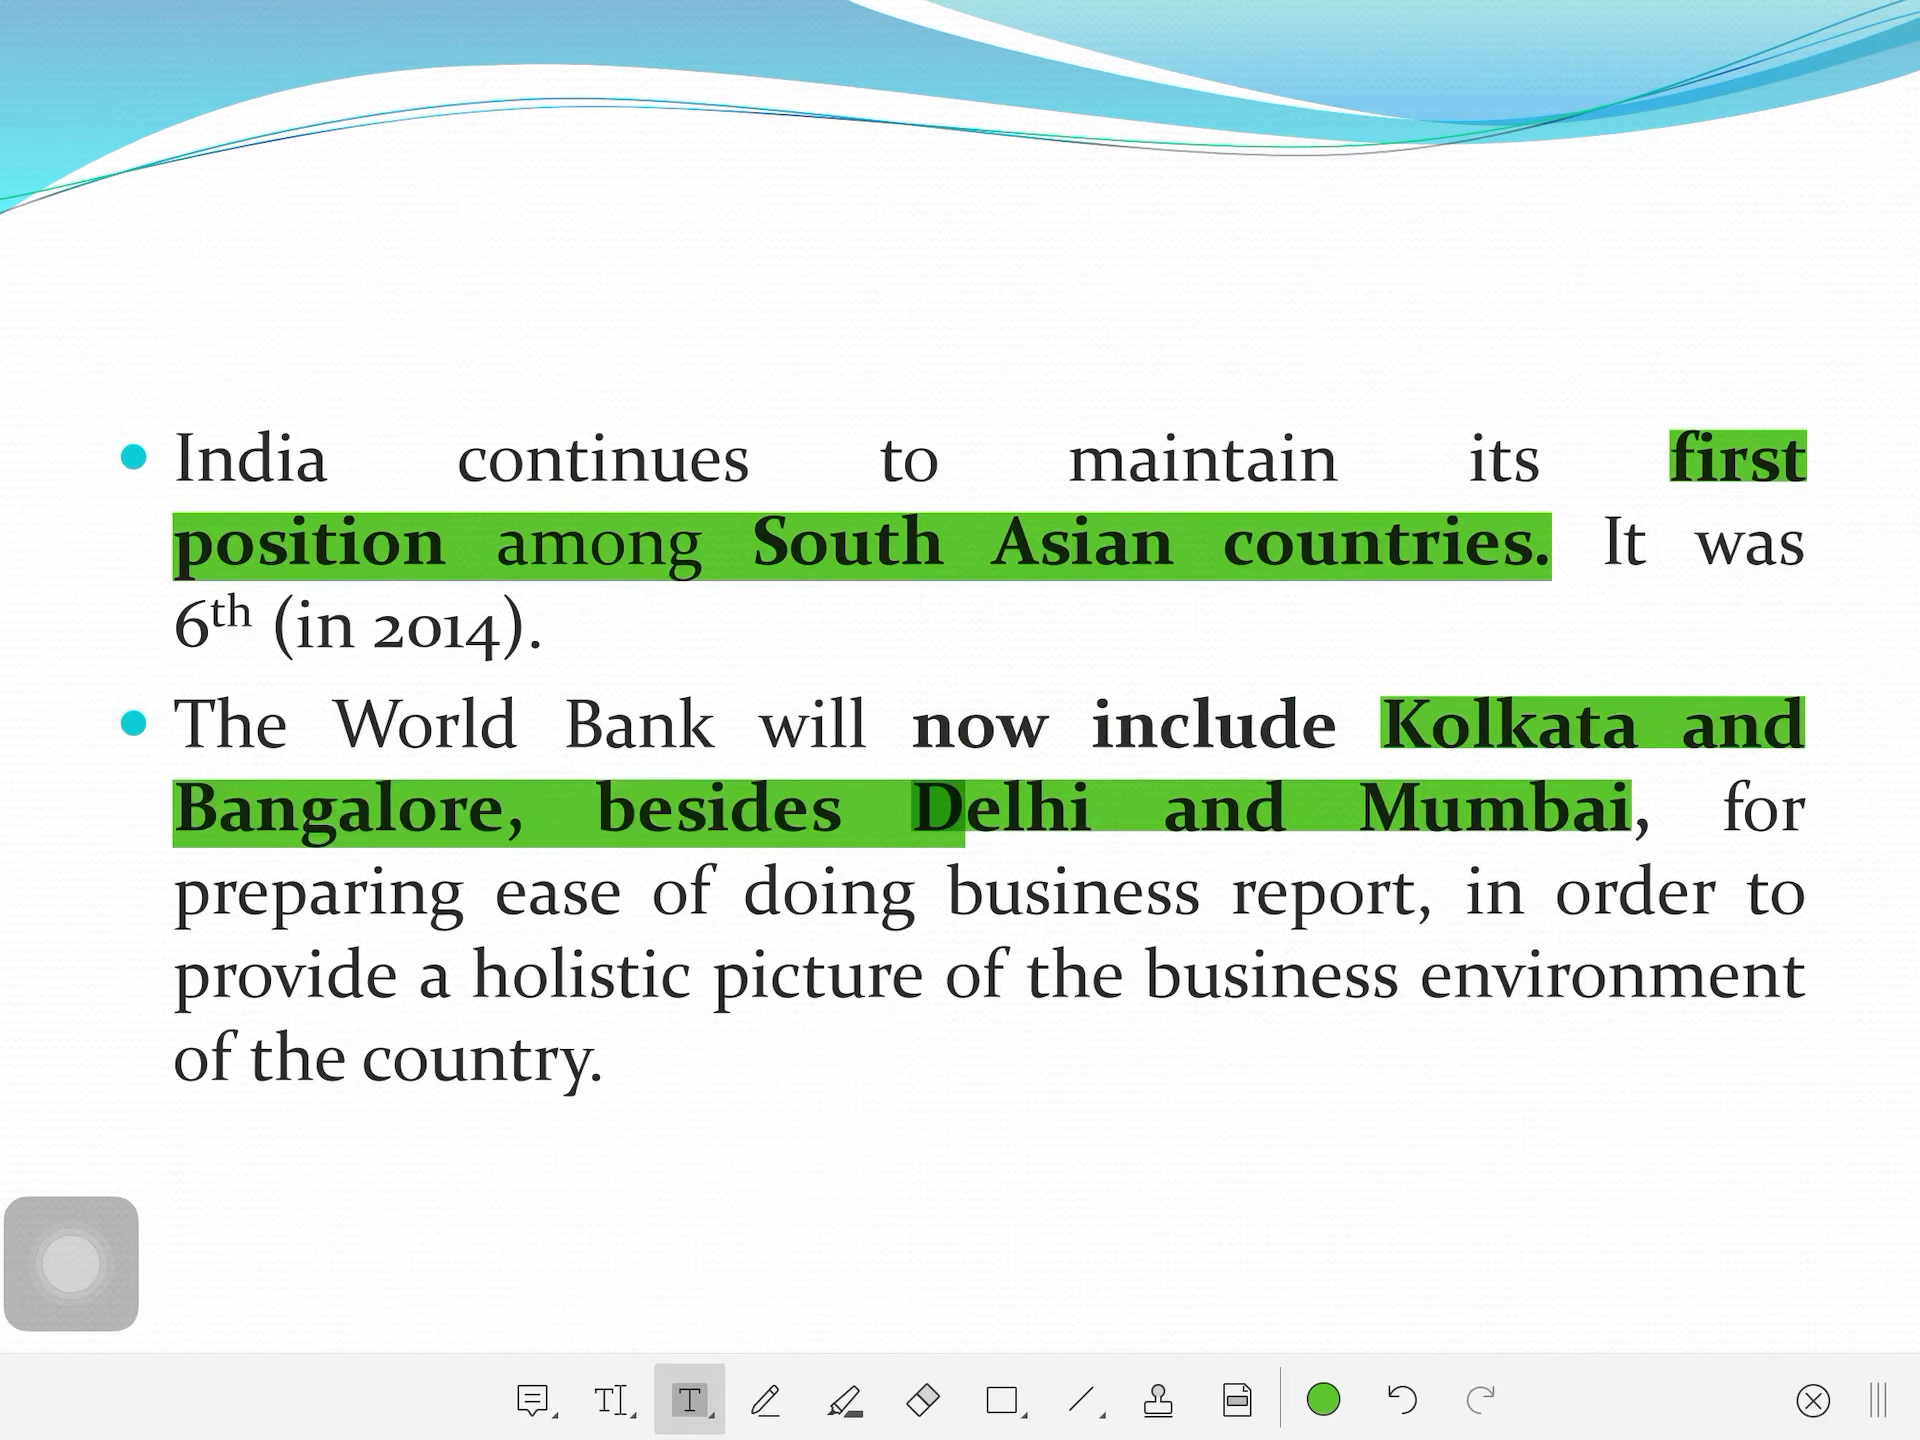 India continues to maintain its first
position among South Asian countries. It was
6th (in 2014).
The World Bank will now include Kolkata and
Bangalore, besides Delhi and Mumbai, for
preparing ease of doing business report, in order to
provide a holistic picture of the business environment
of the country.